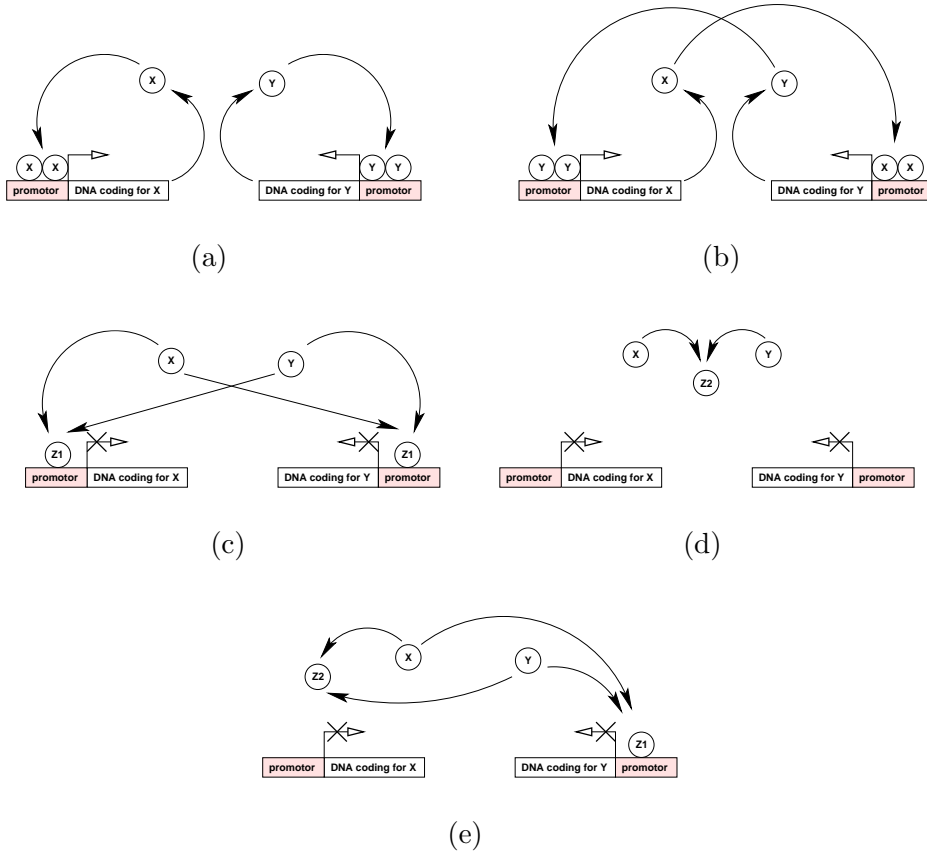 X Y
X X Y Y
promotor DNA coding for X DNA coding for Y promotor
(a)
X Y
Y Y X X
promotor DNA coding for X DNA coding for Y promotor
(b)
X Y
Z1 Z1
promotor DNA coding for X DNA coding for Y promotor
(c)
X Y
Z2
promotor DNA coding for X DNA coding for Y promotor
(d)
X Y
Z2
Z1
promotor DNA coding for X DNA coding for Y promotor
(e)